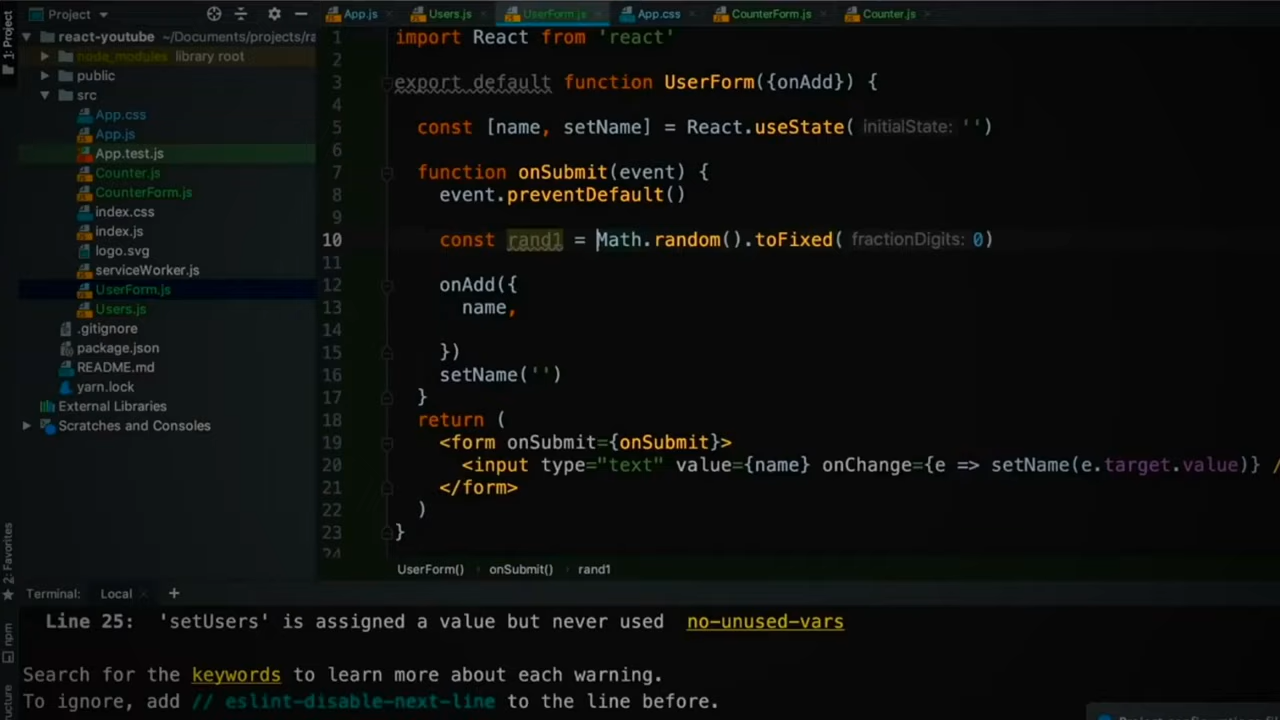 Project
App.js
Users.js
UserForm.js
App.css
CounterForm.js
Counter.js
1: Project
react-youtube ~/Documents/projects/ra
node_modules library root
public
src
App.css
App.js
App.test.js
Counter.js
CounterForm.js
index.css
index.js
logo.svg
serviceWorker.js
UserForm.js
Users.js
.gitignore
package.json
README.md
yarn.lock
External Libraries
Scratches and Consoles
1 import React from 'react'
2
3 export default function UserForm({onAdd}) {
4
5 const [name, setName] = React.useState( initialState: '')
6
7 function onSubmit(event) {
8 event.preventDefault()
9
10 const rand1 = Math.random().toFixed( fractionDigits: 0)
11
12 onAdd({
13 name,
14
15 })
16 setName('')
17 }
18 return (
19 <form onSubmit={onSubmit}>
20 <input type="text" value={name} onChange={e => setName(e.target.value)} /
21 </form>
22 )
23 }
24
UserForm()
onSubmit()
rand1
2: Favorites
npm
Terminal: Local +
Line 25: 'setUsers' is assigned a value but never used no-unused-vars
Search for the keywords to learn more about each warning.
To ignore, add // eslint-disable-next-line to the line before.